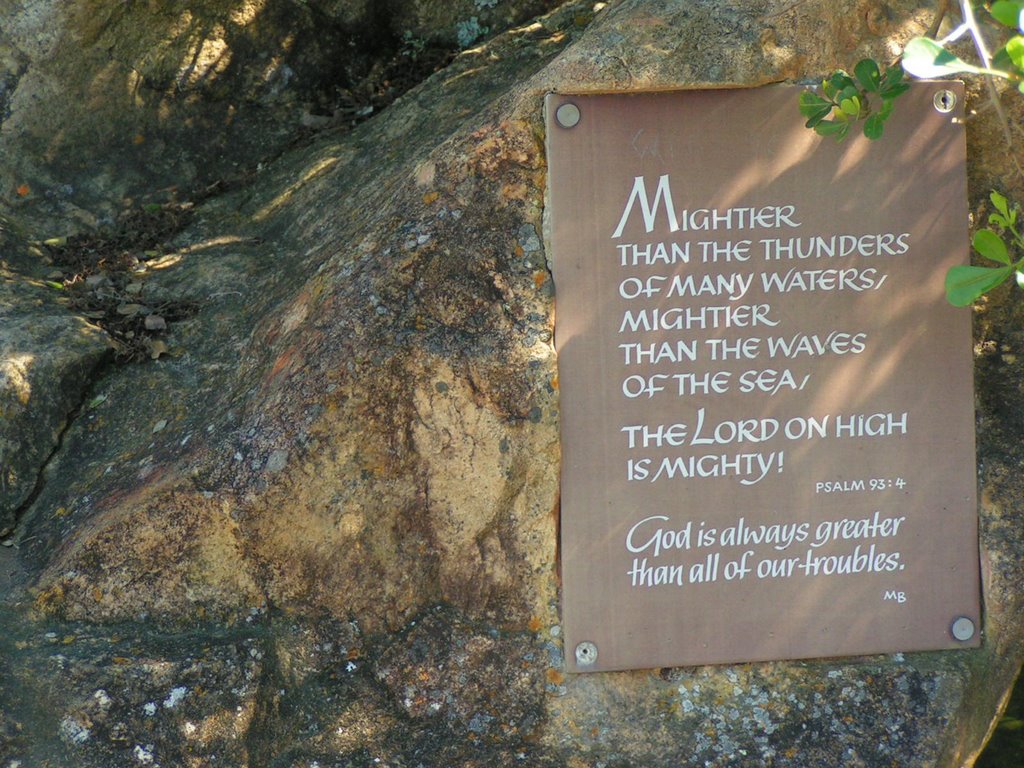 MIGHTIER
THAN THE THUNDERS
OF MANY WATERS,
MIGHTIER
THAN THE WAVES
OF THE SEA,
THE LORD ON HIGH
IS MIGHTY!
PSALM 93:4
God is always greater
than all of our troubles.
MB